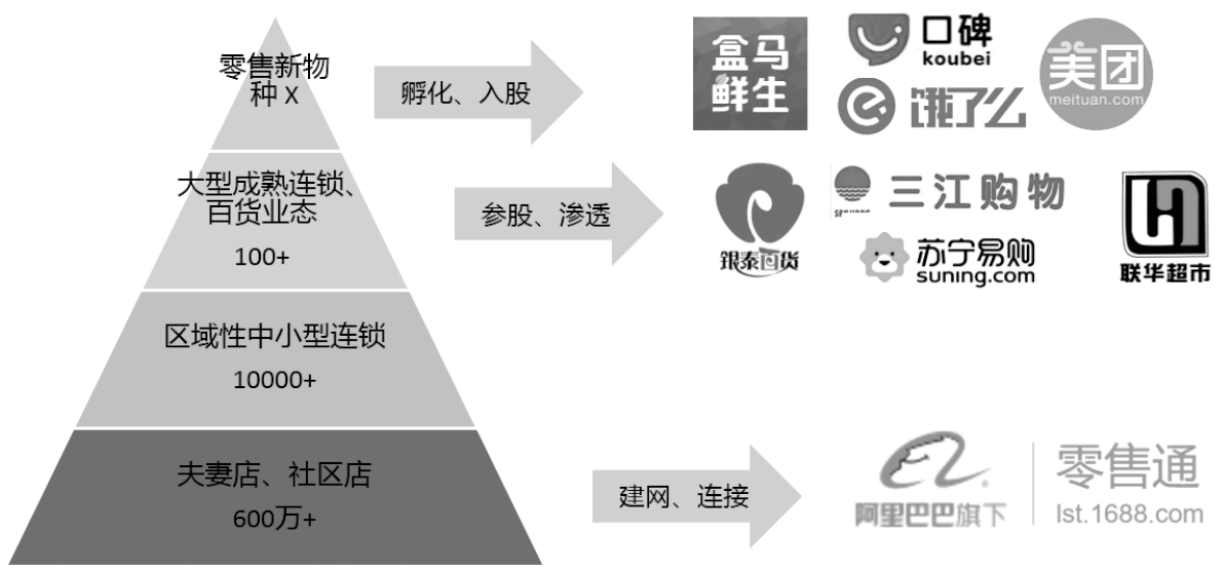 零售新物
种 X
孵化、入股
盒马
鲜生
口碑
koubei
饿了么
美团
meituan.com
大型成熟连锁、
百货业态
100+
参股、渗透
银泰百货
三江购物
苏宁易购
suning.com
联华超市
区域性中小型连锁
10000+
夫妻店、社区店
600万+
建网、连接
阿里巴巴旗下
零售通
lst.1688.com